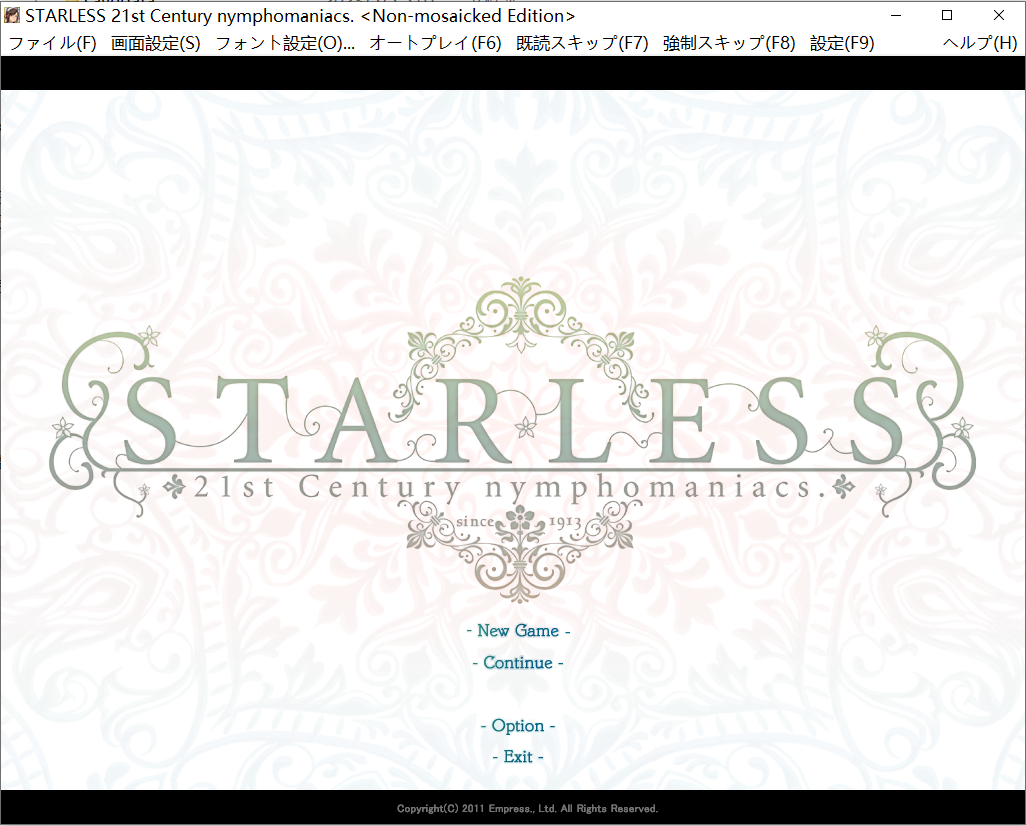 STARLESS 21st Century nymphomaniacs. <Non-mosaicked Edition>
ファイル(F) 画面設定(S) フォント設定(O)... オートプレイ(F6) 既読スキップ(F7) 強制スキップ(F8) 設定(F9) ヘルプ(H)
STARLESS
21st Century nymphomaniacs.
since 1913
- New Game -
- Continue -
- Option -
- Exit -
Copyright(C) 2011 Empress., Ltd. All Rights Reserved.